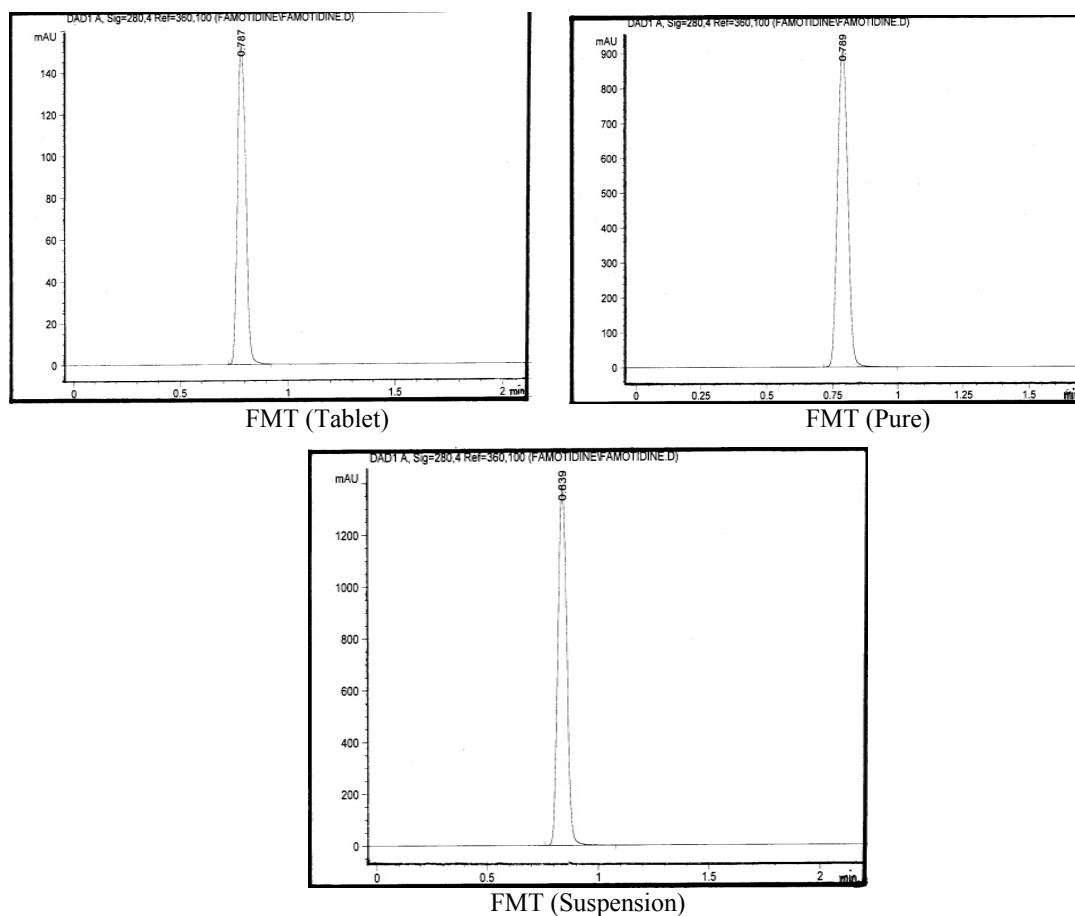 DAD1 A, Sig=280,4 Ref=360,100 (FAMOTIDINE\FAMOTIDINE.D)
mAU
0.787
140
120
100
80
60
40
20
0
0 0.5 1 1.5 2 min
FMT (Tablet)
DAD1 A, Sig=280,4 Ref=360,100 (FAMOTIDINE\FAMOTIDINE.D)
mAU
0.789
900
800
700
600
500
400
300
200
100
0
0 0.25 0.5 0.75 1 1.25 1.5 min
FMT (Pure)
DAD1 A, Sig=280,4 Ref=360,100 (FAMOTIDINE\FAMOTIDINE.D)
mAU
0.839
1200
1000
800
600
400
200
0
0 0.5 1 1.5 2 min
FMT (Suspension)